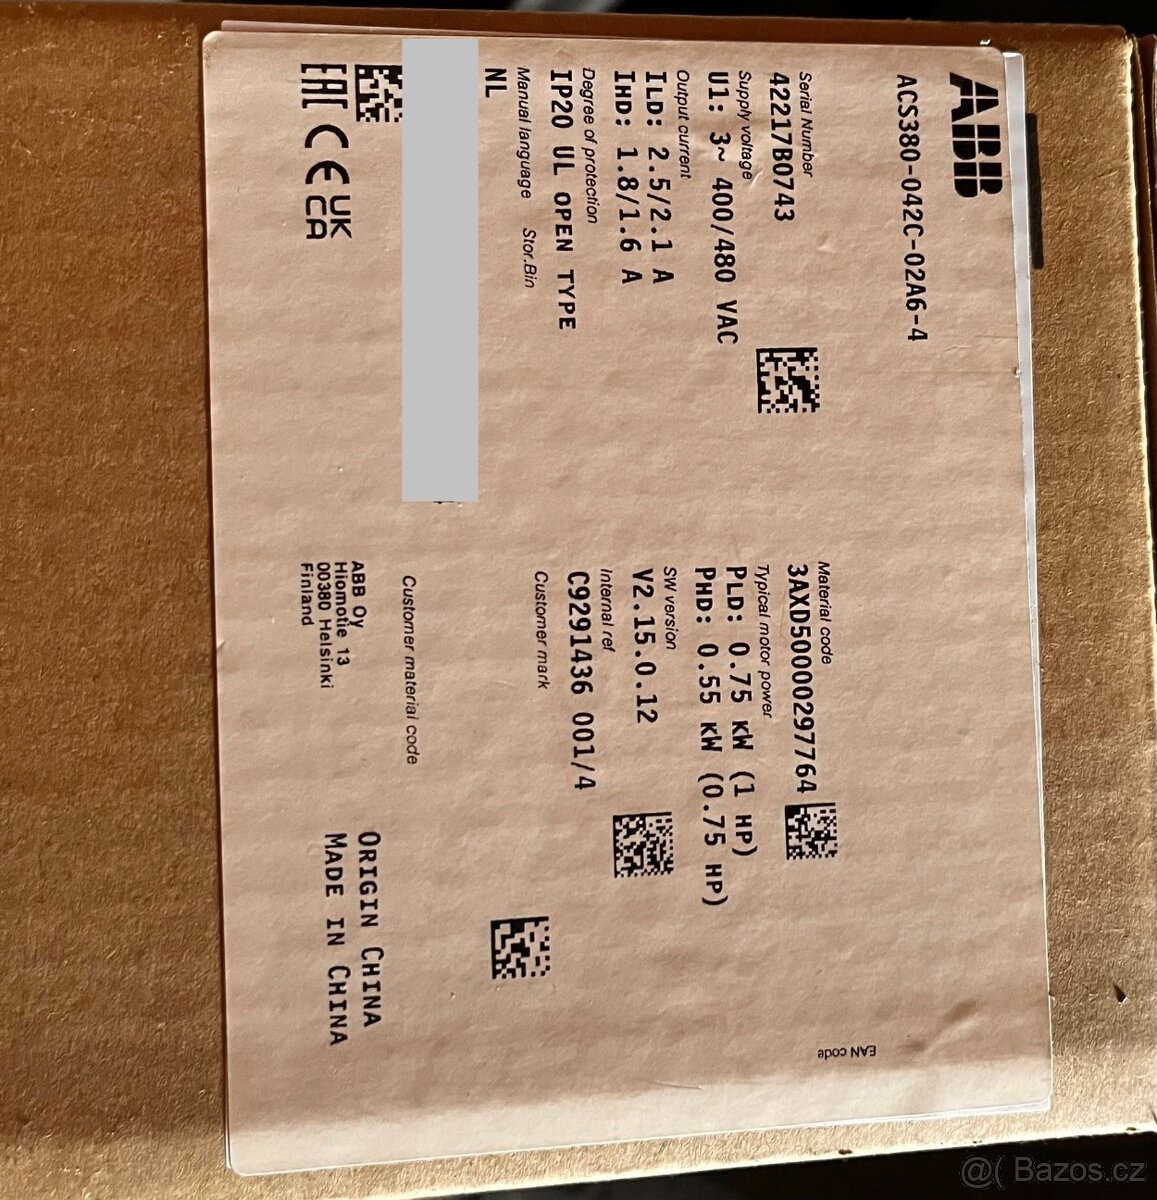 ABB
ACS380-042C-02A6-4
Serial Number
42217B0743
Supply voltage
U1: 3~ 400/480 VAC
Output current
ILD: 2.5/2.1 A
IHD: 1.8/1.6 A
Degree of protection
IP20 UL OPEN TYPE
Manual language Stor.Bin
NL
EAC CE UK
CA
Material code
3AXD50000297764
Typical motor power
PLD: 0.75 KW (1 HP)
PHD: 0.55 KW (0.75 HP)
SW version
V2.15.0.12
Internal ref
C9291436 001/4
Customer mark
Customer material code
ABB Oy
Hiomotie 13
00380 Helsinki
Finland
ORIGIN CHINA
MADE IN CHINA
EAN code
@( Bazos.cz